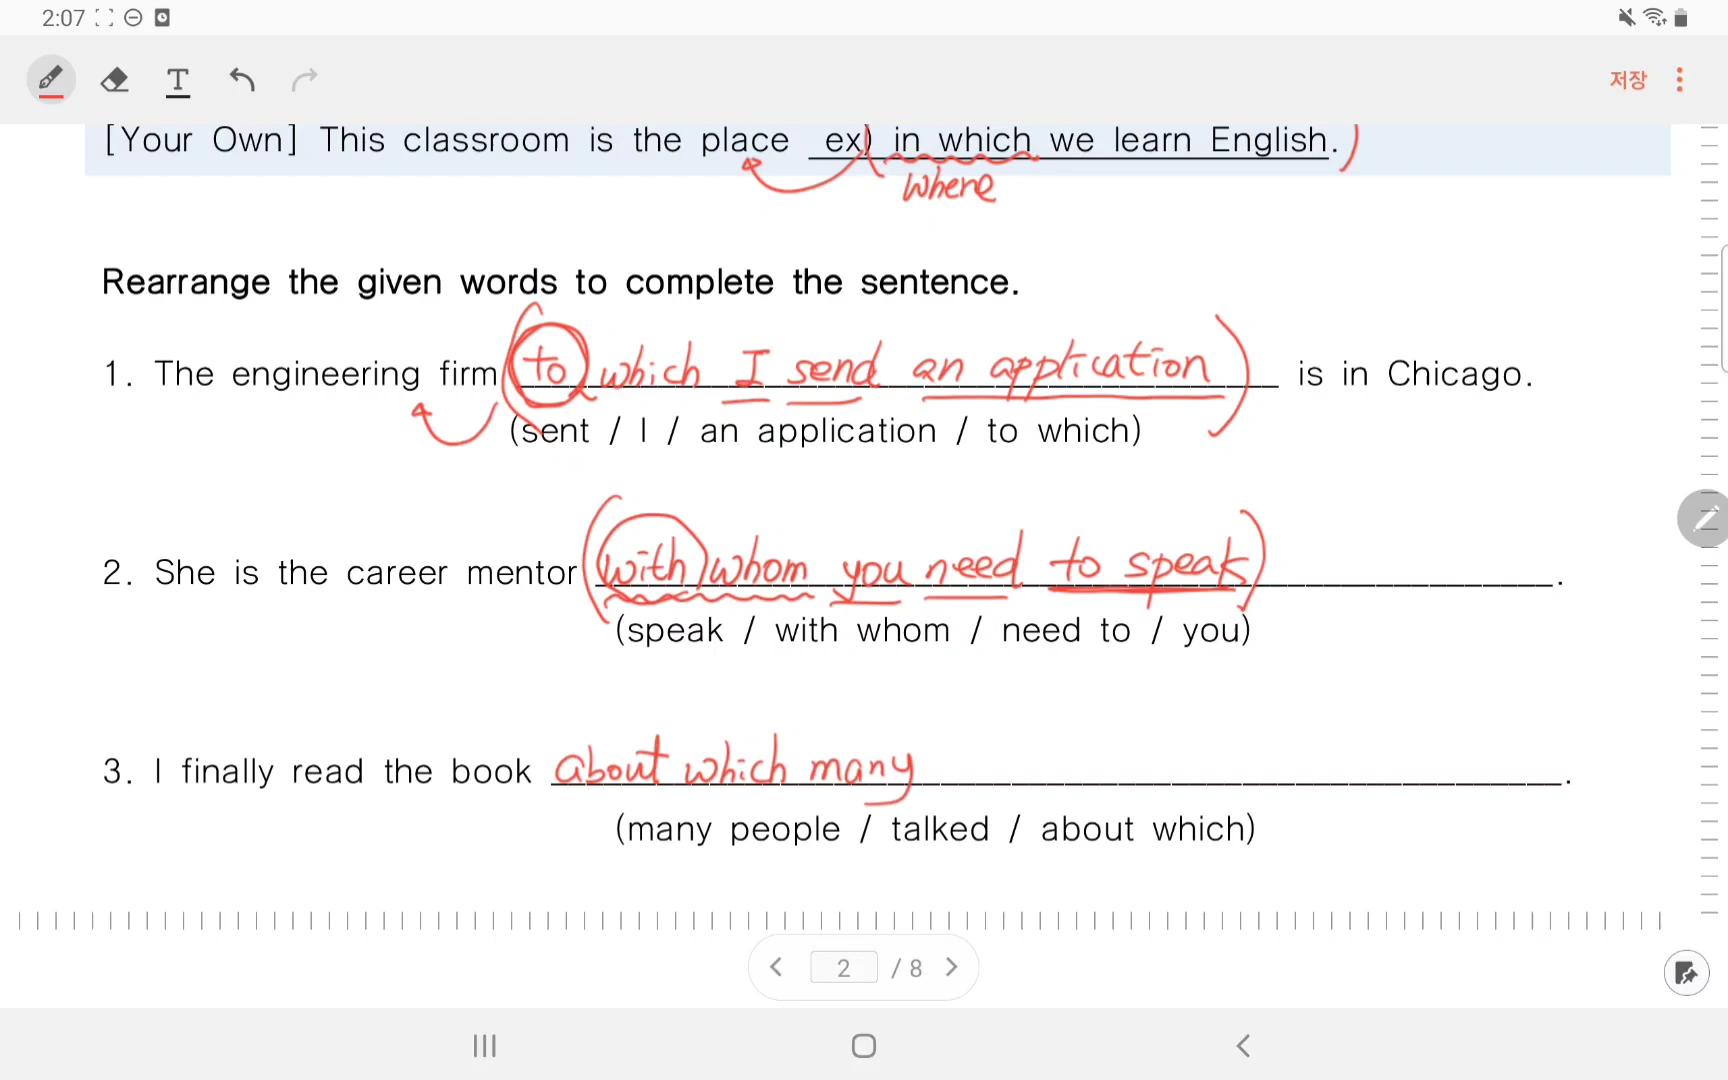 2:07
저장
[Your Own] This classroom is the place ex) in which we learn English.
where
Rearrange the given words to complete the sentence.
1. The engineering firm to which I send an application is in Chicago.
(sent / I / an application / to which)
2. She is the career mentor with whom you need to speak.
(speak / with whom / need to / you)
3. I finally read the book about which many.
(many people / talked / about which)
2 / 8